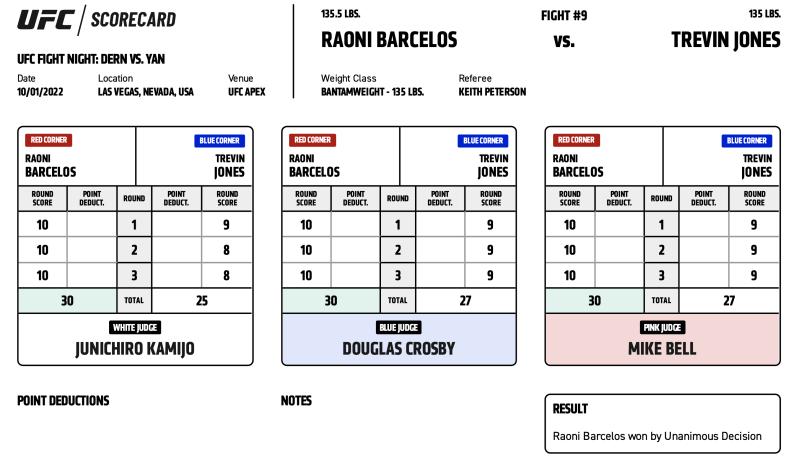 UFC / SCORECARD
UFC FIGHT NIGHT: DERN VS. YAN
Date Location Venue
10/01/2022 LAS VEGAS, NEVADA, USA UFC APEX
135.5 LBS. FIGHT #9 135 LBS.
RAONI BARCELOS VS. TREVIN JONES
Weight Class Referee
BANTAMWEIGHT - 135 LBS. KEITH PETERSON
RED CORNER BLUE CORNER
RAONI TREVIN
BARCELOS JONES
ROUND POINT ROUND POINT ROUND
SCORE DEDUCT. DEDUCT. SCORE
10 1 9
10 2 8
10 3 8
30 TOTAL 25
WHITE JUDGE
JUNICHIRO KAMIJO
RED CORNER BLUE CORNER
RAONI TREVIN
BARCELOS JONES
ROUND POINT ROUND POINT ROUND
SCORE DEDUCT. DEDUCT. SCORE
10 1 9
10 2 9
10 3 9
30 TOTAL 27
BLUE JUDGE
DOUGLAS CROSBY
RED CORNER BLUE CORNER
RAONI TREVIN
BARCELOS JONES
ROUND POINT ROUND POINT ROUND
SCORE DEDUCT. DEDUCT. SCORE
10 1 9
10 2 9
10 3 9
30 TOTAL 27
PINK JUDGE
MIKE BELL
POINT DEDUCTIONS
NOTES
RESULT
Raoni Barcelos won by Unanimous Decision